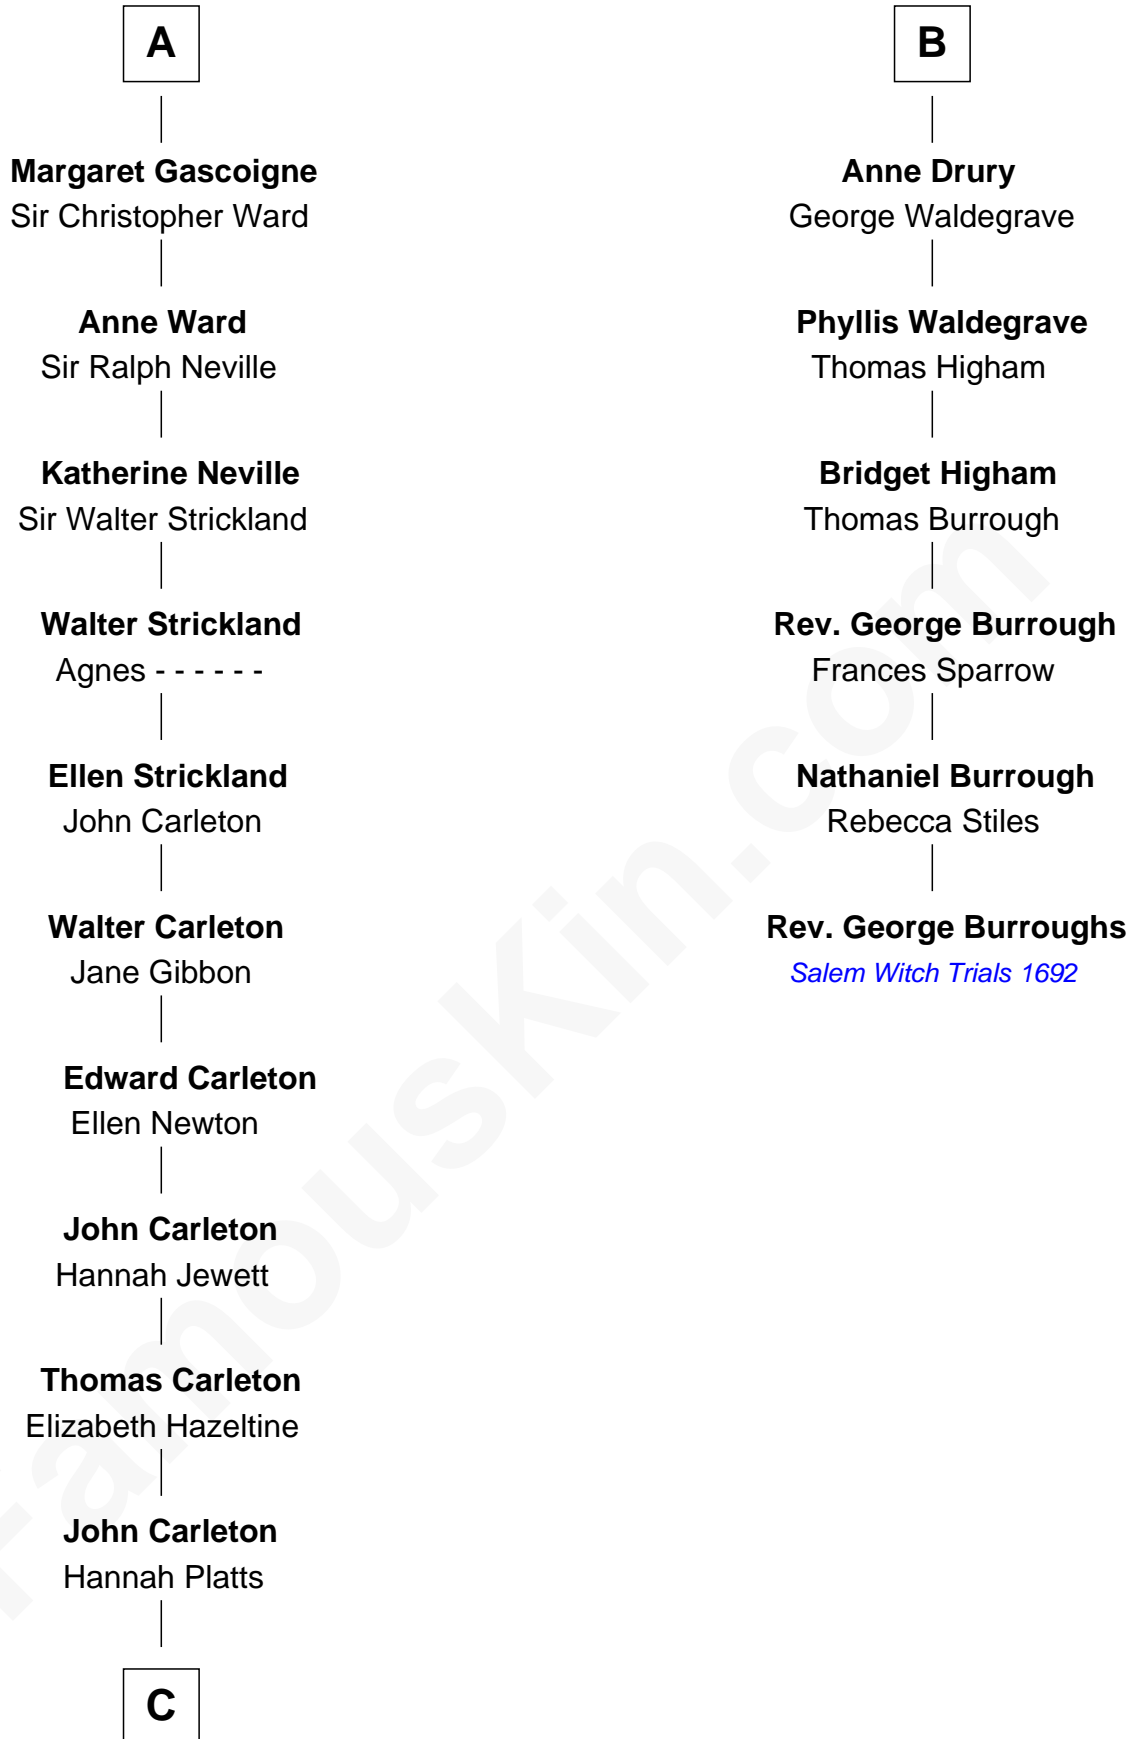 A
Margaret Gascoigne
Sir Christopher Ward
Anne Ward
Sir Ralph Neville
Katherine Neville
Sir Walter Strickland
Walter Strickland
Agnes - - - - - -
Ellen Strickland
John Carleton
Walter Carleton
Jane Gibbon
Edward Carleton
Ellen Newton
John Carleton
Hannah Jewett
Thomas Carleton
Elizabeth Hazeltine
John Carleton
Hannah Platts
C
B
Anne Drury
George Waldegrave
Phyllis Waldegrave
Thomas Higham
Bridget Higham
Thomas Burrough
Rev. George Burrough
Frances Sparrow
Nathaniel Burrough
Rebecca Stiles
Rev. George Burroughs
Salem Witch Trials 1692
FamousKin.com